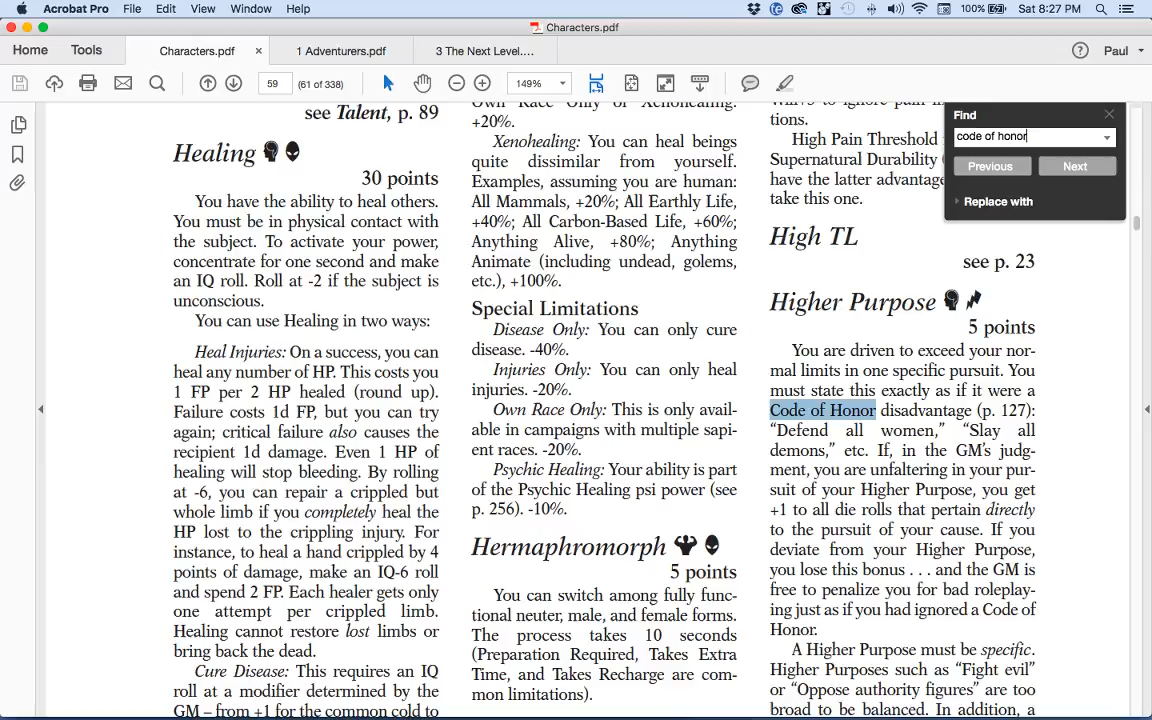 Acrobat Pro File Edit View Window Help 100% Sat 8:27 PM
Characters.pdf
Home Tools Characters.pdf × 1 Adventurers.pdf 3 The Next Level.... ? Paul
59 (61 of 338) 149%
see Talent, p. 89
Healing
30 points
You have the ability to heal others.
You must be in physical contact with
the subject. To activate your power,
concentrate for one second and make
an IQ roll. Roll at -2 if the subject is
unconscious.
You can use Healing in two ways:
Heal Injuries: On a success, you can
heal any number of HP. This costs you
1 FP per 2 HP healed (round up).
Failure costs 1d FP, but you can try
again; critical failure also causes the
recipient 1d damage. Even 1 HP of
healing will stop bleeding. By rolling
at -6, you can repair a crippled but
whole limb if you completely heal the
HP lost to the crippling injury. For
instance, to heal a hand crippled by 4
points of damage, make an IQ-6 roll
and spend 2 FP. Each healer gets only
one attempt per crippled limb.
Healing cannot restore lost limbs or
bring back the dead.
Cure Disease: This requires an IQ
roll at a modifier determined by the
GM – from +1 for the common cold to
Own Race Only or Xenohealing.
+20%.
Xenohealing: You can heal beings
quite dissimilar from yourself.
Examples, assuming you are human:
All Mammals, +20%; All Earthly Life,
+40%; All Carbon-Based Life, +60%;
Anything Alive, +80%; Anything
Animate (including undead, golems,
etc.), +100%.
Special Limitations
Disease Only: You can only cure
disease. -40%.
Injuries Only: You can only heal
injuries. -20%.
Own Race Only: This is only avail-
able in campaigns with multiple sapi-
ent races. -20%.
Psychic Healing: Your ability is part
of the Psychic Healing psi power (see
p. 256). -10%.
Hermaphromorph
5 points
You can switch among fully func-
tional neuter, male, and female forms.
The process takes 10 seconds
(Preparation Required, Takes Extra
Time, and Takes Recharge are com-
mon limitations).
tions.
High Pain Threshold
Supernatural Durability (
have the latter advantage
take this one.
High TL
see p. 23
Higher Purpose
5 points
You are driven to exceed your nor-
mal limits in one specific pursuit. You
must state this exactly as if it were a
Code of Honor disadvantage (p. 127):
“Defend all women,” “Slay all
demons,” etc. If, in the GM’s judg-
ment, you are unfaltering in your pur-
suit of your Higher Purpose, you get
+1 to all die rolls that pertain directly
to the pursuit of your cause. If you
deviate from your Higher Purpose,
you lose this bonus . . . and the GM is
free to penalize you for bad roleplay-
ing just as if you had ignored a Code of
Honor.
A Higher Purpose must be specific.
Higher Purposes such as “Fight evil”
or “Oppose authority figures” are too
broad to be balanced. In addition, a
Find
code of honor
Previous Next
Replace with